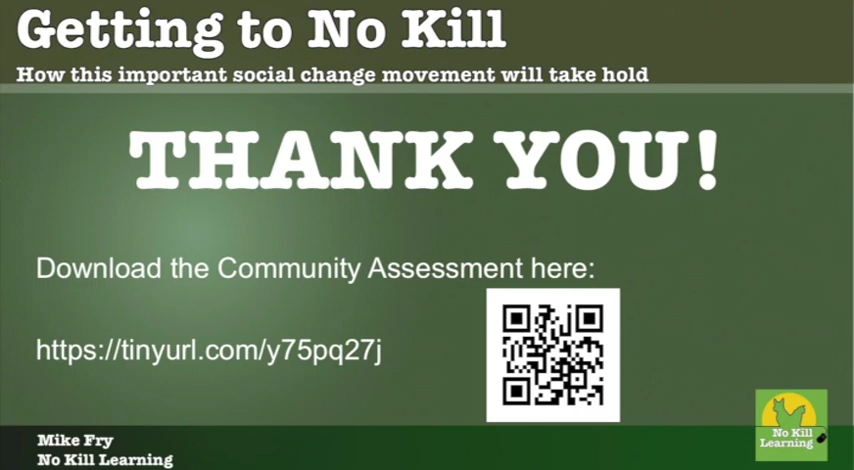 Getting to No Kill
How this important social change movement will take hold
THANK YOU!
Download the Community Assessment here:
https://tinyurl.com/y75pq27j
Mike Fry
No Kill Learning
No Kill
Learning